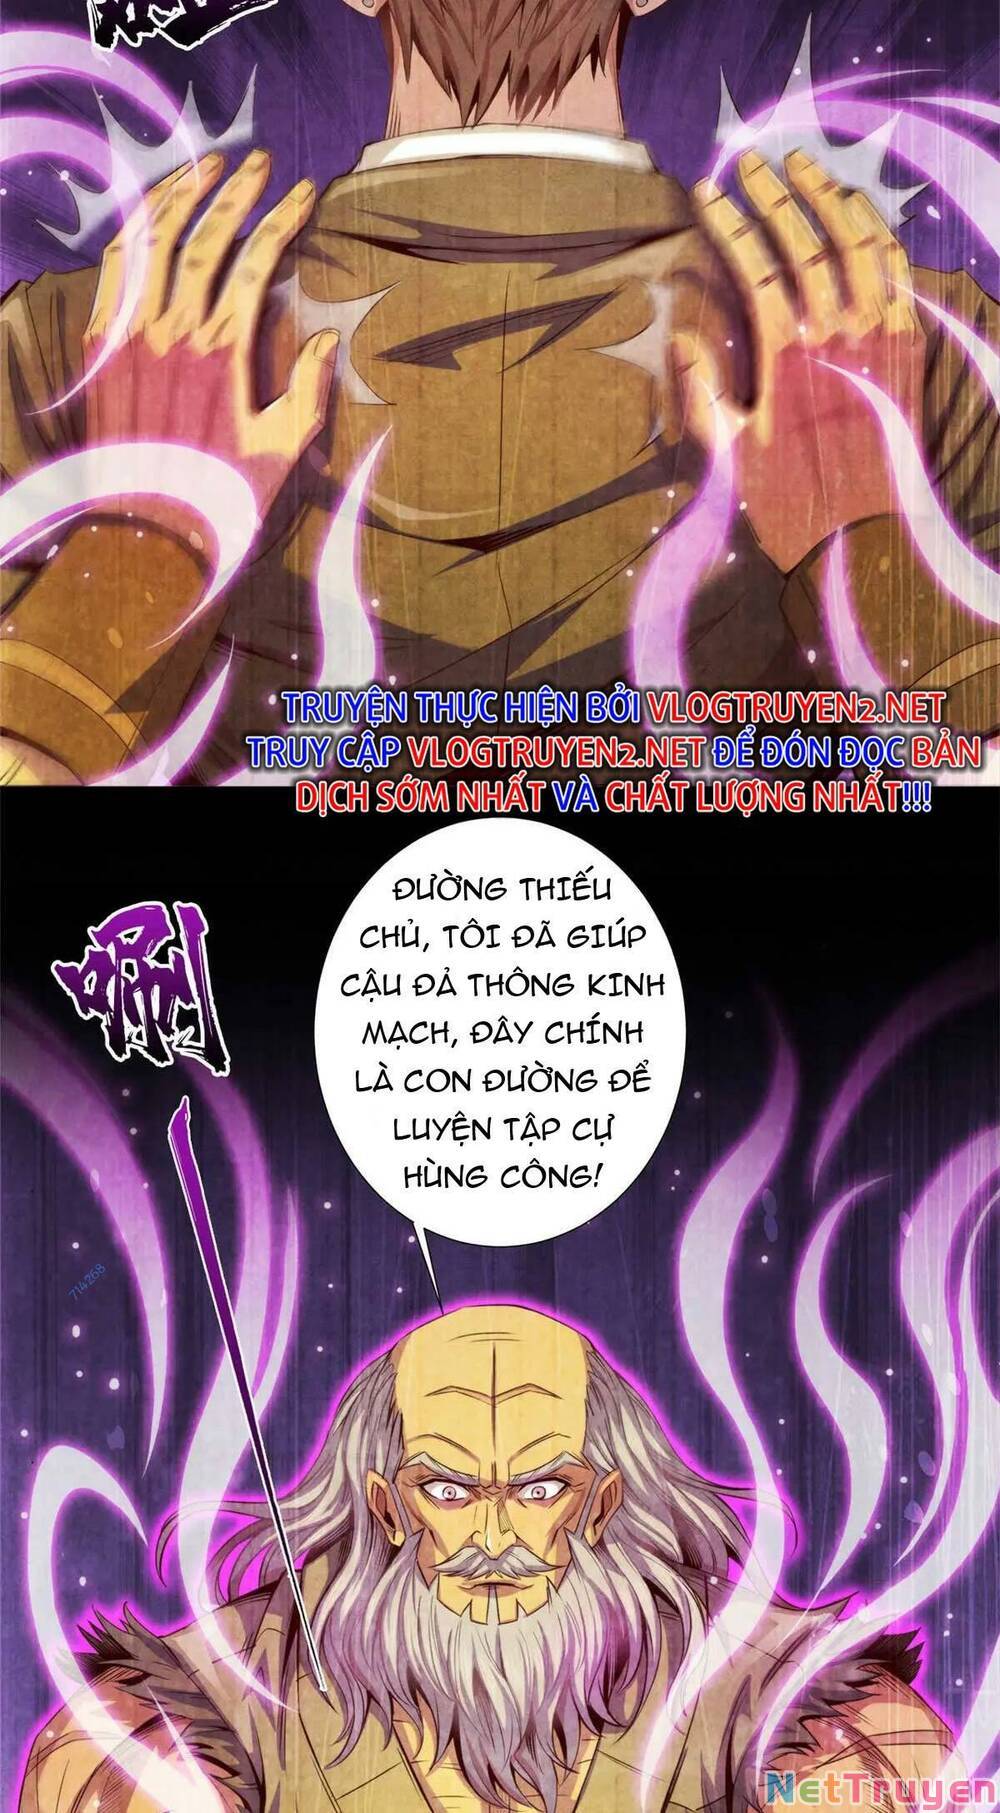 TRUYỆN THỰC HIỆN BỞI VLOGTRUYEN2.NET
TRUY CẬP VLOGTRUYEN2.NET ĐỂ ĐÓN ĐỌC BẢN
DỊCH SỚM NHẤT VÀ CHẤT LƯỢNG NHẤT!!!
ĐƯỜNG THIẾU
CHỦ, TÔI ĐÃ GIÚP
CẬU ĐẢ THÔNG KINH
MẠCH, ĐÂY CHÍNH
LÀ CON ĐƯỜNG ĐỂ
LUYỆN TẬP CỰ
HÙNG CÔNG!
唰
714268
NetTruyen